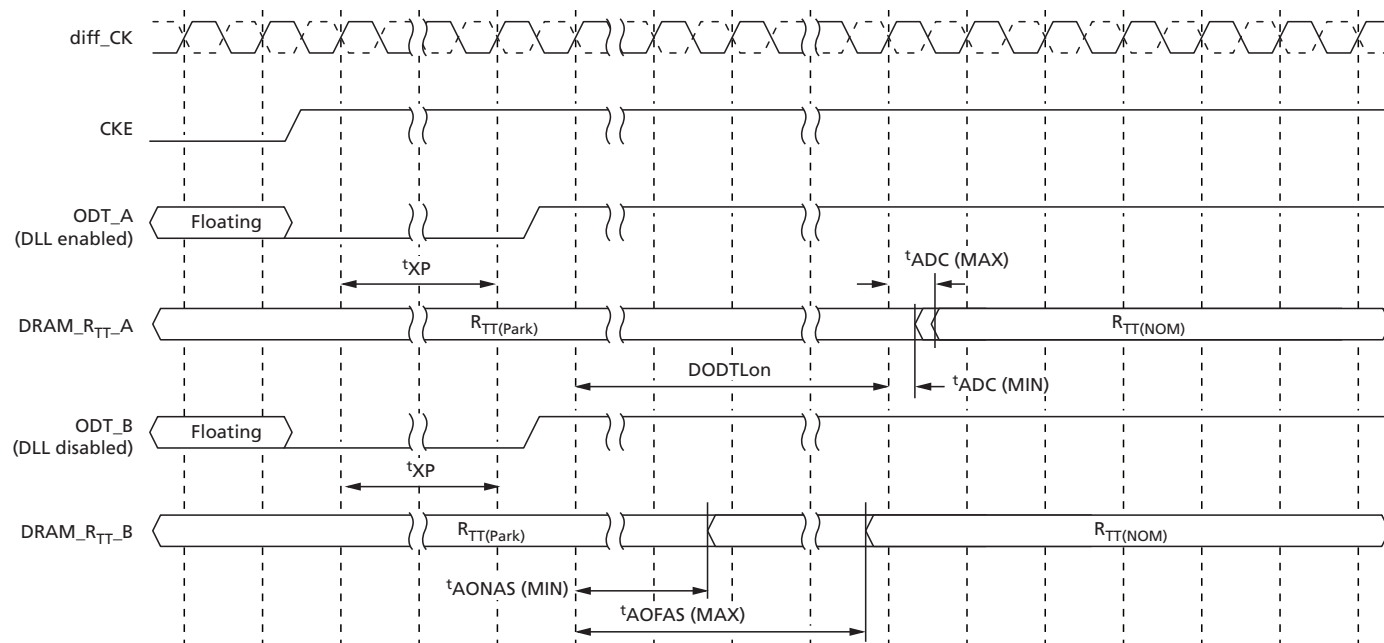 diff_CK
CKE
ODT_A
(DLL enabled)
Floating
tXP
tADC (MAX)
DRAM_RTT_A
RTT(Park)
RTT(NOM)
DODTLon
tADC (MIN)
ODT_B
(DLL disabled)
Floating
tXP
DRAM_RTT_B
RTT(Park)
RTT(NOM)
tAONAS (MIN)
tAOFAS (MAX)